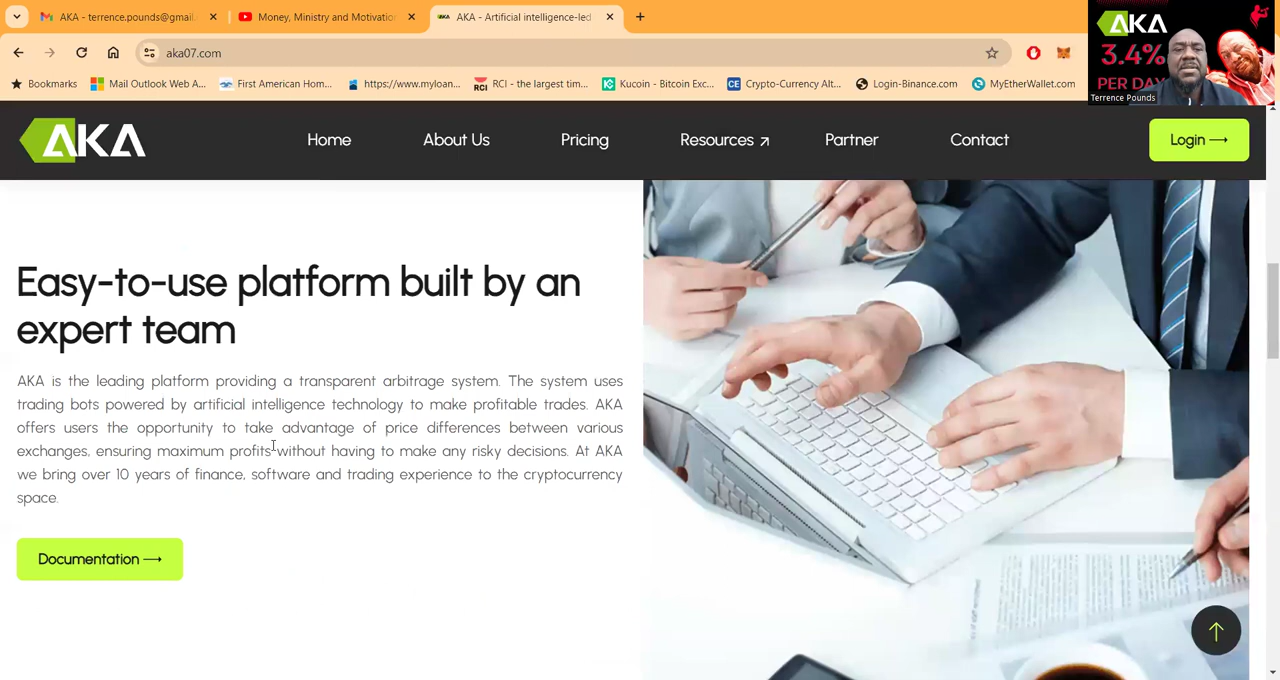 AKA - terrence.pounds@gmail.
Money, Ministry and Motivation
AKA - Artificial intelligence-led
aka07.com
Bookmarks
Mail Outlook Web A...
First American Hom...
https://www.myloan...
RCI - the largest tim...
Kucoin - Bitcoin Exc...
Crypto-Currency Alt...
Login-Binance.com
MyEtherWallet.com
AKA
3.4%
PER DAY
Terrence Pounds
AKA
Home
About Us
Pricing
Resources
Partner
Contact
Login
Easy-to-use platform built by an
expert team
AKA is the leading platform providing a transparent arbitrage system. The system uses
trading bots powered by artificial intelligence technology to make profitable trades. AKA
offers users the opportunity to take advantage of price differences between various
exchanges, ensuring maximum profits without having to make any risky decisions. At AKA
we bring over 10 years of finance, software and trading experience to the cryptocurrency
space.
Documentation